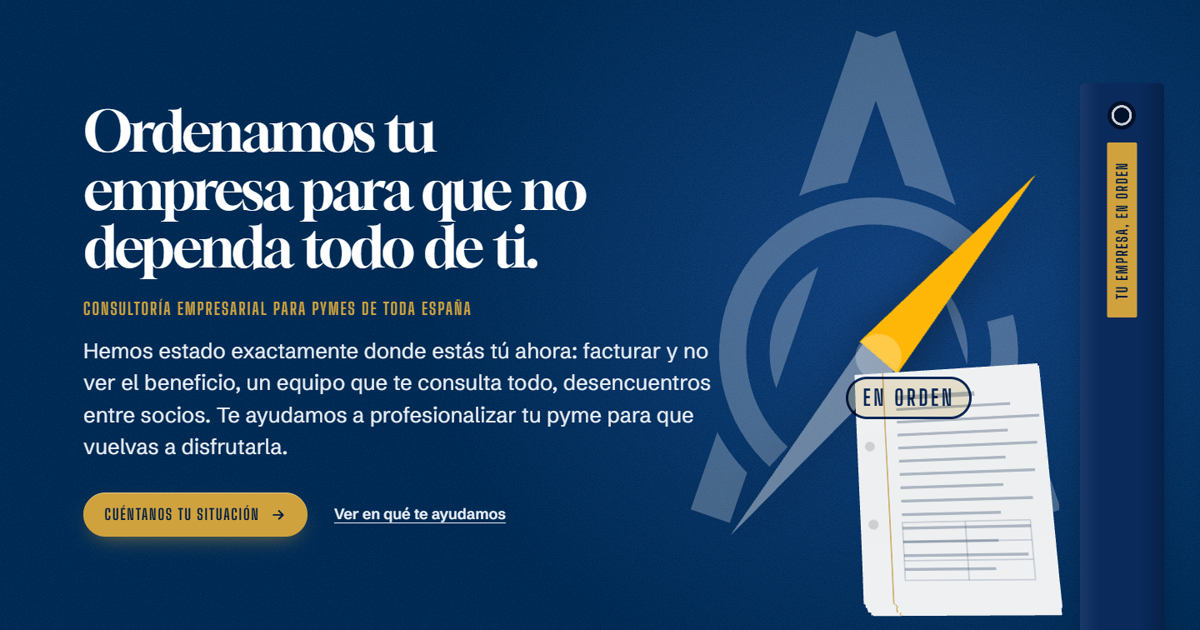 Ordenamos tu
empresa para que no
dependa todo de ti.
CONSULTORÍA EMPRESARIAL PARA PYMES DE TODA ESPAÑA
Hemos estado exactamente donde estás tú ahora: facturar y no
ver el beneficio, un equipo que te consulta todo, desencuentros
entre socios. Te ayudamos a profesionalizar tu pyme para que
vuelvas a disfrutarla.
CUÉNTANOS TU SITUACIÓN →
Ver en qué te ayudamos
EN ORDEN
TU EMPRESA, EN ORDEN